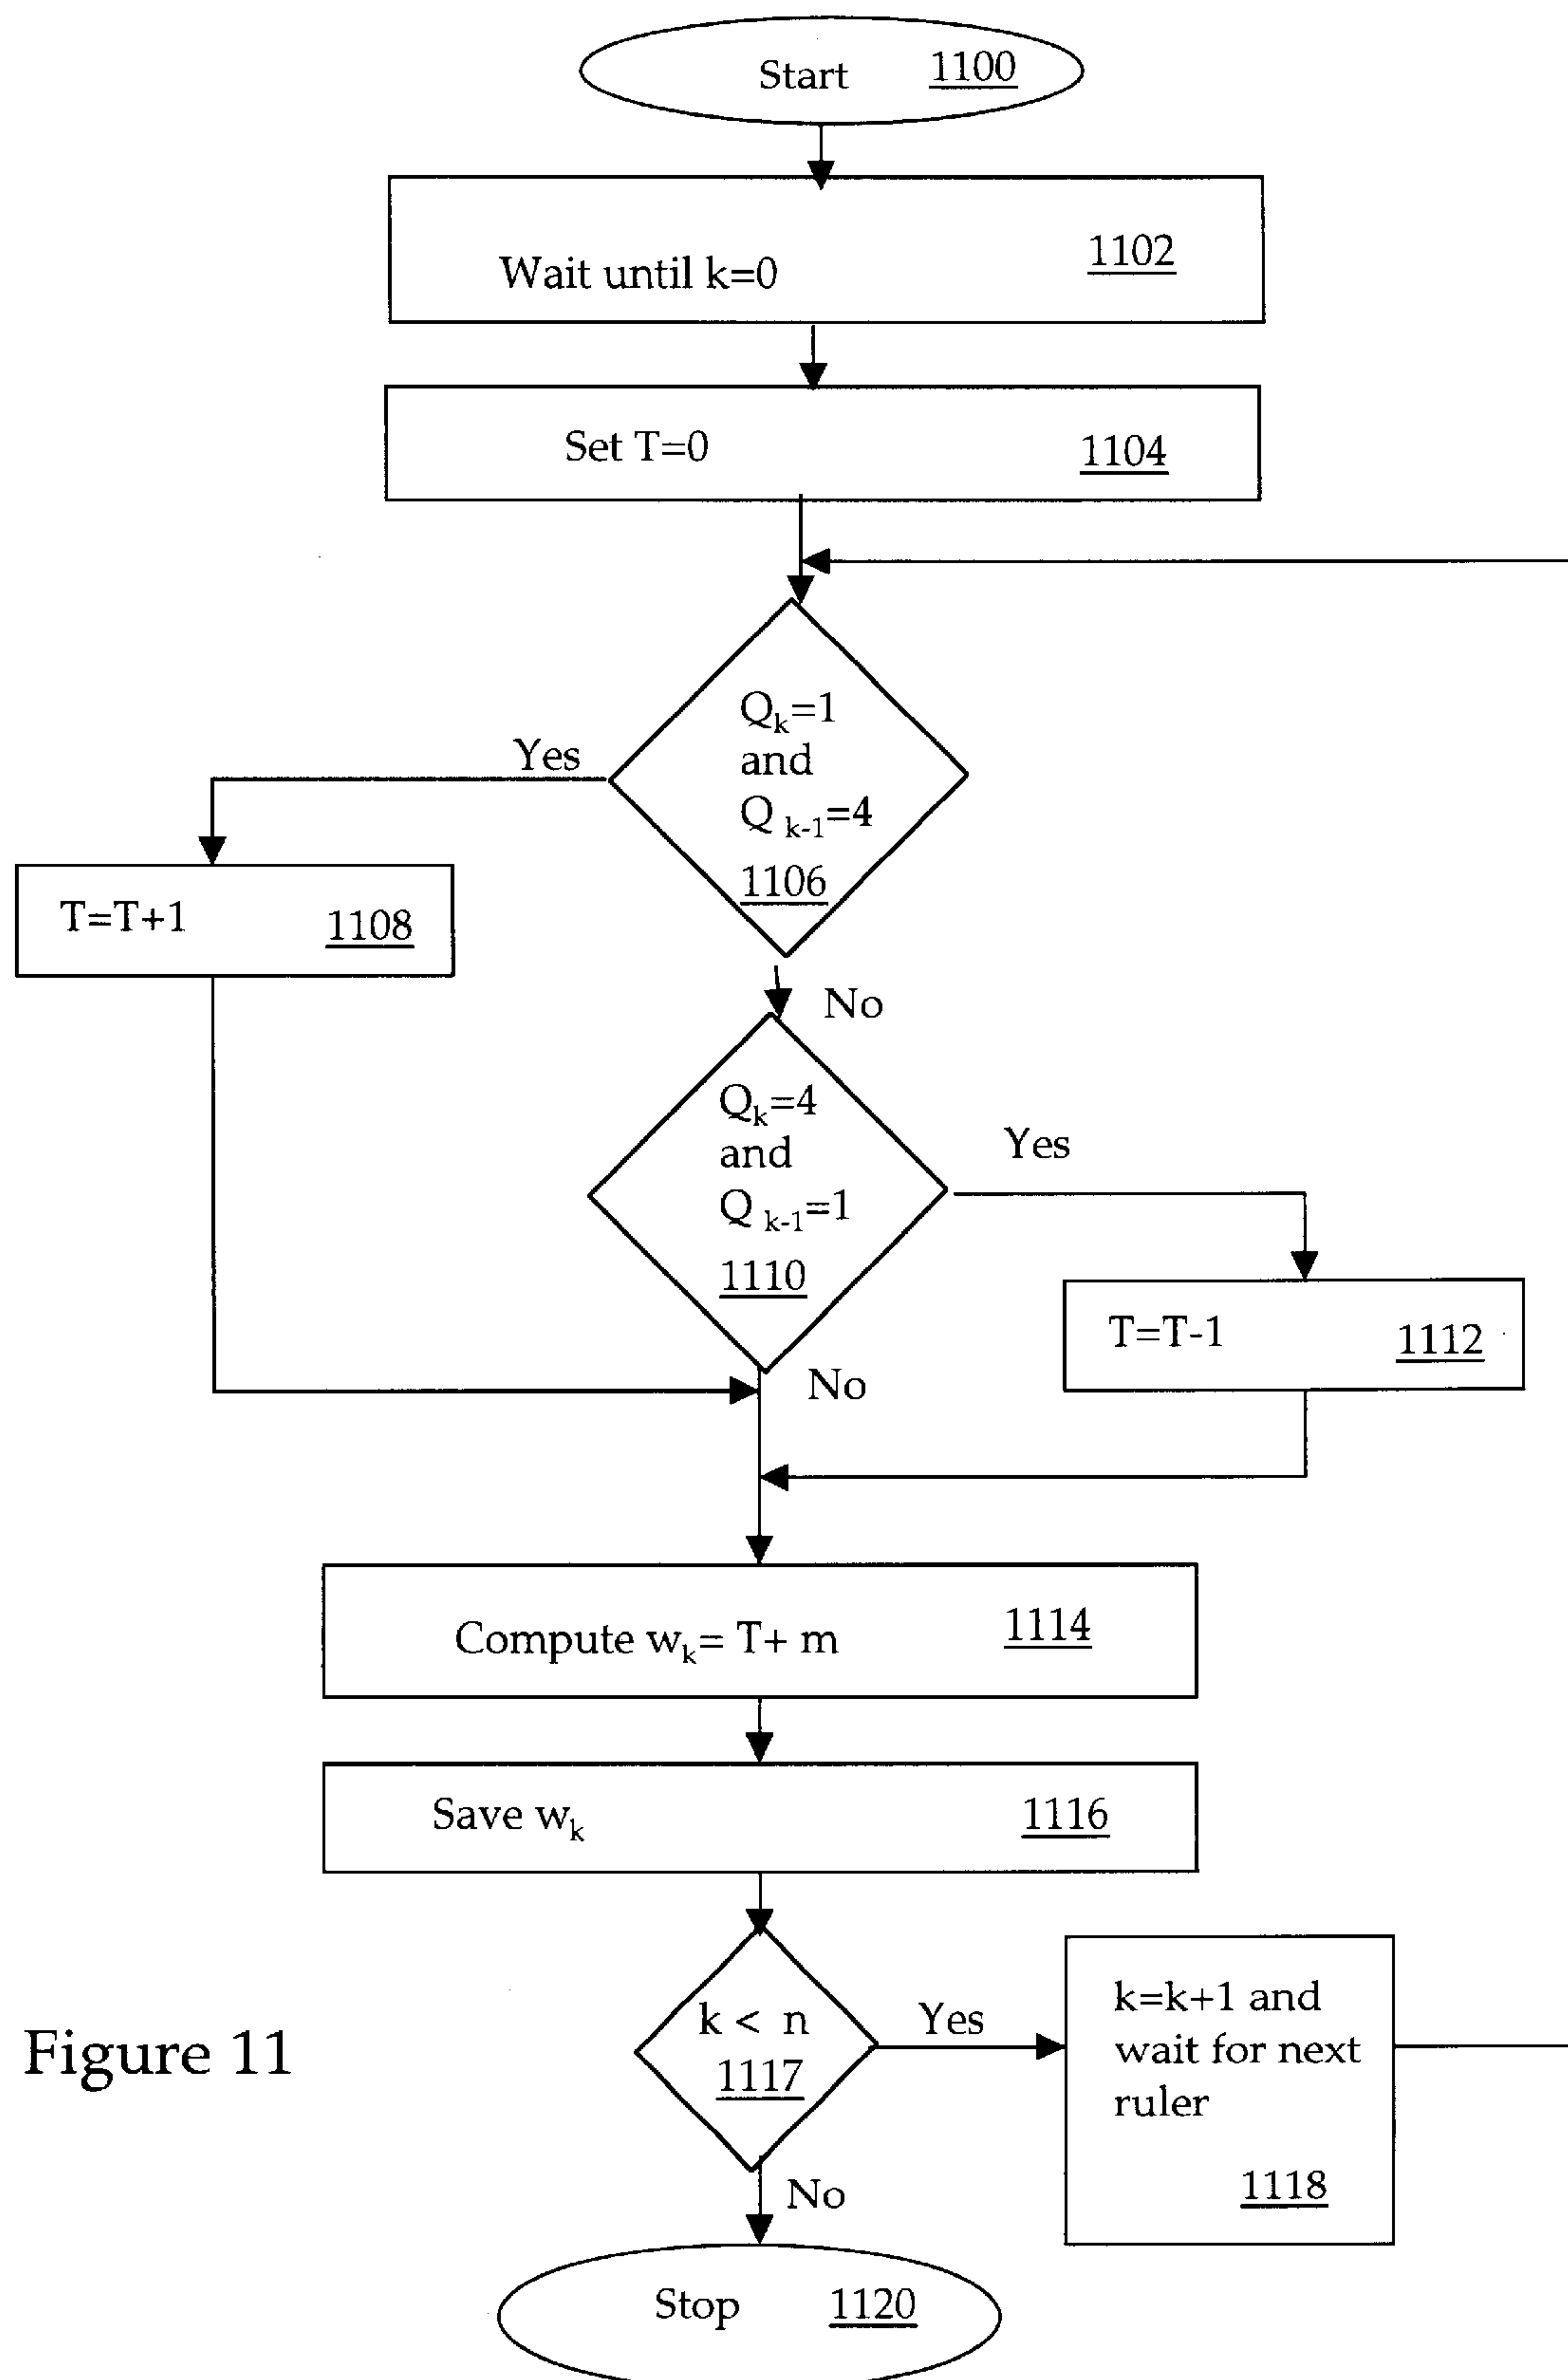 Start 1100
Wait until k=0 1102
Set T=0 1104
Qk=1
and
Q k-1=4
1106
Yes
T=T+1 1108
No
Qk=4
and
Q k-1=1
1110
Yes
T=T-1 1112
No
Compute wk= T+ m 1114
Save wk 1116
k < n
1117
Yes
k=k+1 and
wait for next
ruler
1118
Figure 11
No
Stop 1120